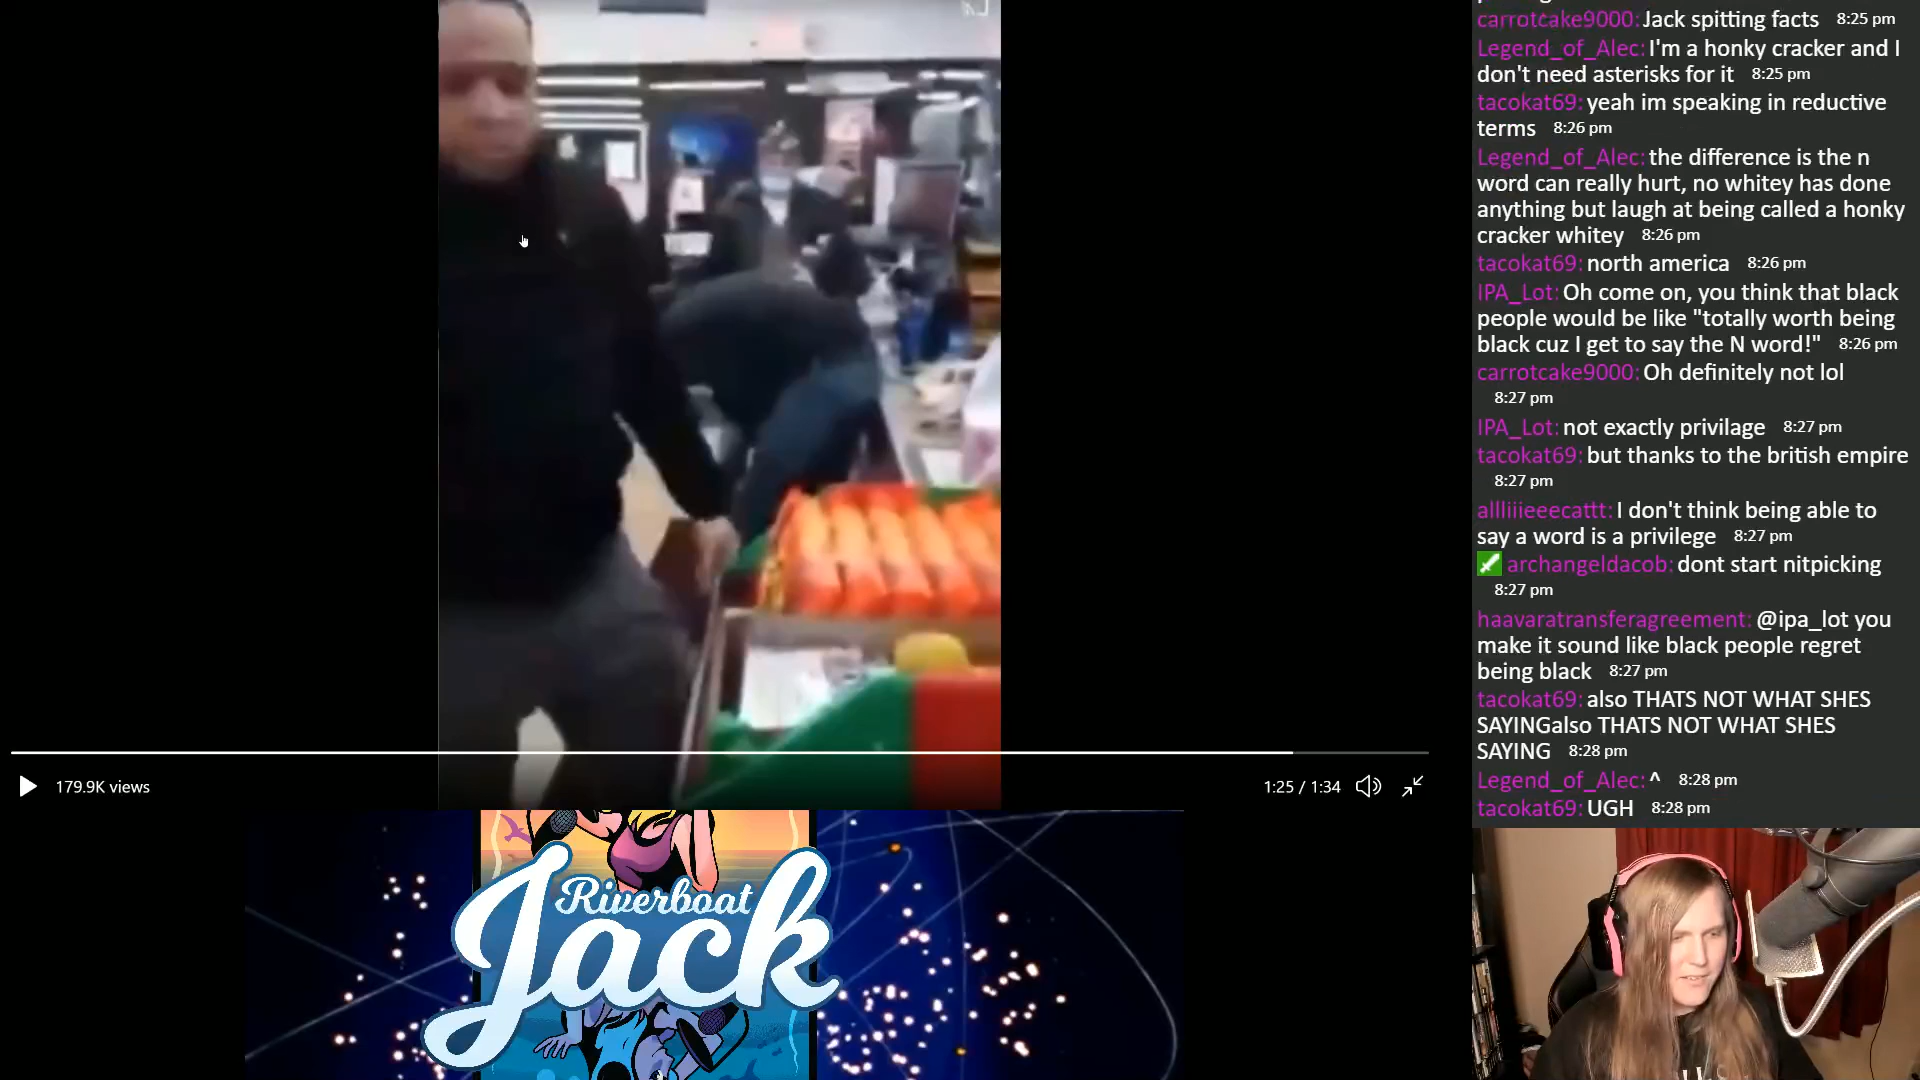 carrotcake9000: Jack spitting facts 8:25 pm
Legend_of_Alec: I'm a honky cracker and I
don't need asterisks for it 8:25 pm
tacokat69: yeah im speaking in reductive
terms 8:26 pm
Legend_of_Alec: the difference is the n
word can really hurt, no whitey has done
anything but laugh at being called a honky
cracker whitey 8:26 pm
tacokat69: north america 8:26 pm
IPA_Lot: Oh come on, you think that black
people would be like "totally worth being
black cuz I get to say the N word!" 8:26 pm
carrotcake9000: Oh definitely not lol
8:27 pm
IPA_Lot: not exactly privilage 8:27 pm
tacokat69: but thanks to the british empire
8:27 pm
allliiieeecattt: I don't think being able to
say a word is a privilege 8:27 pm
archangeldacob: dont start nitpicking
8:27 pm
haavaratransferagreement: @ipa_lot you
make it sound like black people regret
being black 8:27 pm
tacokat69: also THATS NOT WHAT SHES
SAYINGalso THATS NOT WHAT SHES
SAYING 8:28 pm
Legend_of_Alec: ^ 8:28 pm
tacokat69: UGH 8:28 pm
179.9K views
1:25 / 1:34
Riverboat
Jack